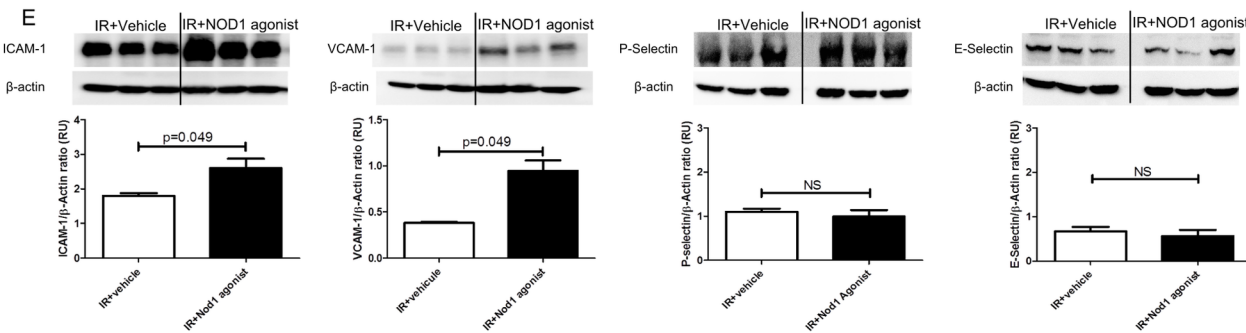 E
IR+Vehicle IR+NOD1 agonist
ICAM-1
β-actin
ICAM-1/β-Actin ratio (RU)
4
3
2
1
0
p=0.049
IR+vehicle
IR+Nod1 agonist
IR+Vehicle IR+NOD1 agonist
VCAM-1
β-actin
VCAM-1/β-Actin ratio (RU)
1.5
1.0
0.5
0.0
p=0.049
IR+vehicule
IR+Nod1 agonist
IR+Vehicle IR+NOD1 agonist
P-Selectin
β-actin
P-selectin/β-Actin ratio (RU)
3
2
1
0
NS
IR+vehicle
IR+Nod1 Agonist
IR+Vehicle IR+NOD1 agonist
E-Selectin
β-actin
E-Selectin/β-Actin ratio (RU)
3
2
1
0
NS
IR+vehicle
IR+Nod1 agonist